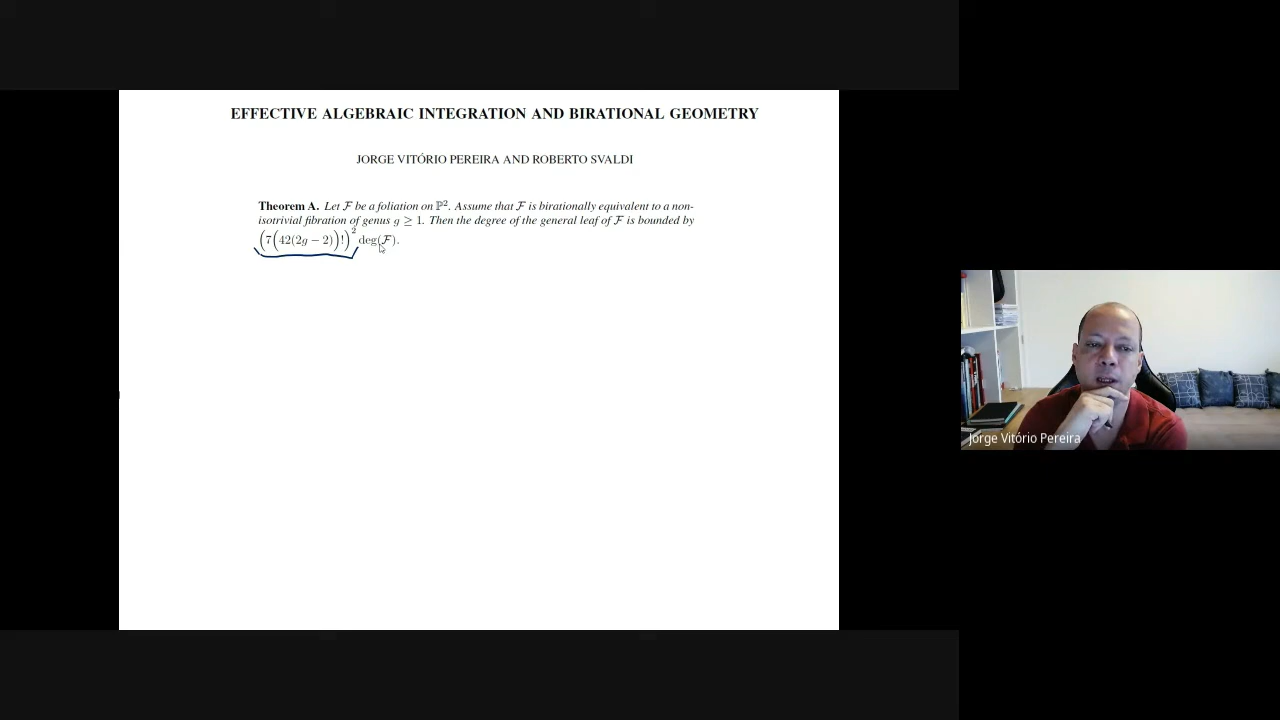 EFFECTIVE ALGEBRAIC INTEGRATION AND BIRATIONAL GEOMETRY
JORGE VITÓRIO PEREIRA AND ROBERTO SVALDI
Theorem A. Let ℱ be a foliation on ℙ². Assume that ℱ is birationally equivalent to a non-
isotrivial fibration of genus g ≥ 1. Then the degree of the general leaf of ℱ is bounded by
(7(42(2g − 2))!)² deg(ℱ).
Jorge Vitório Pereira